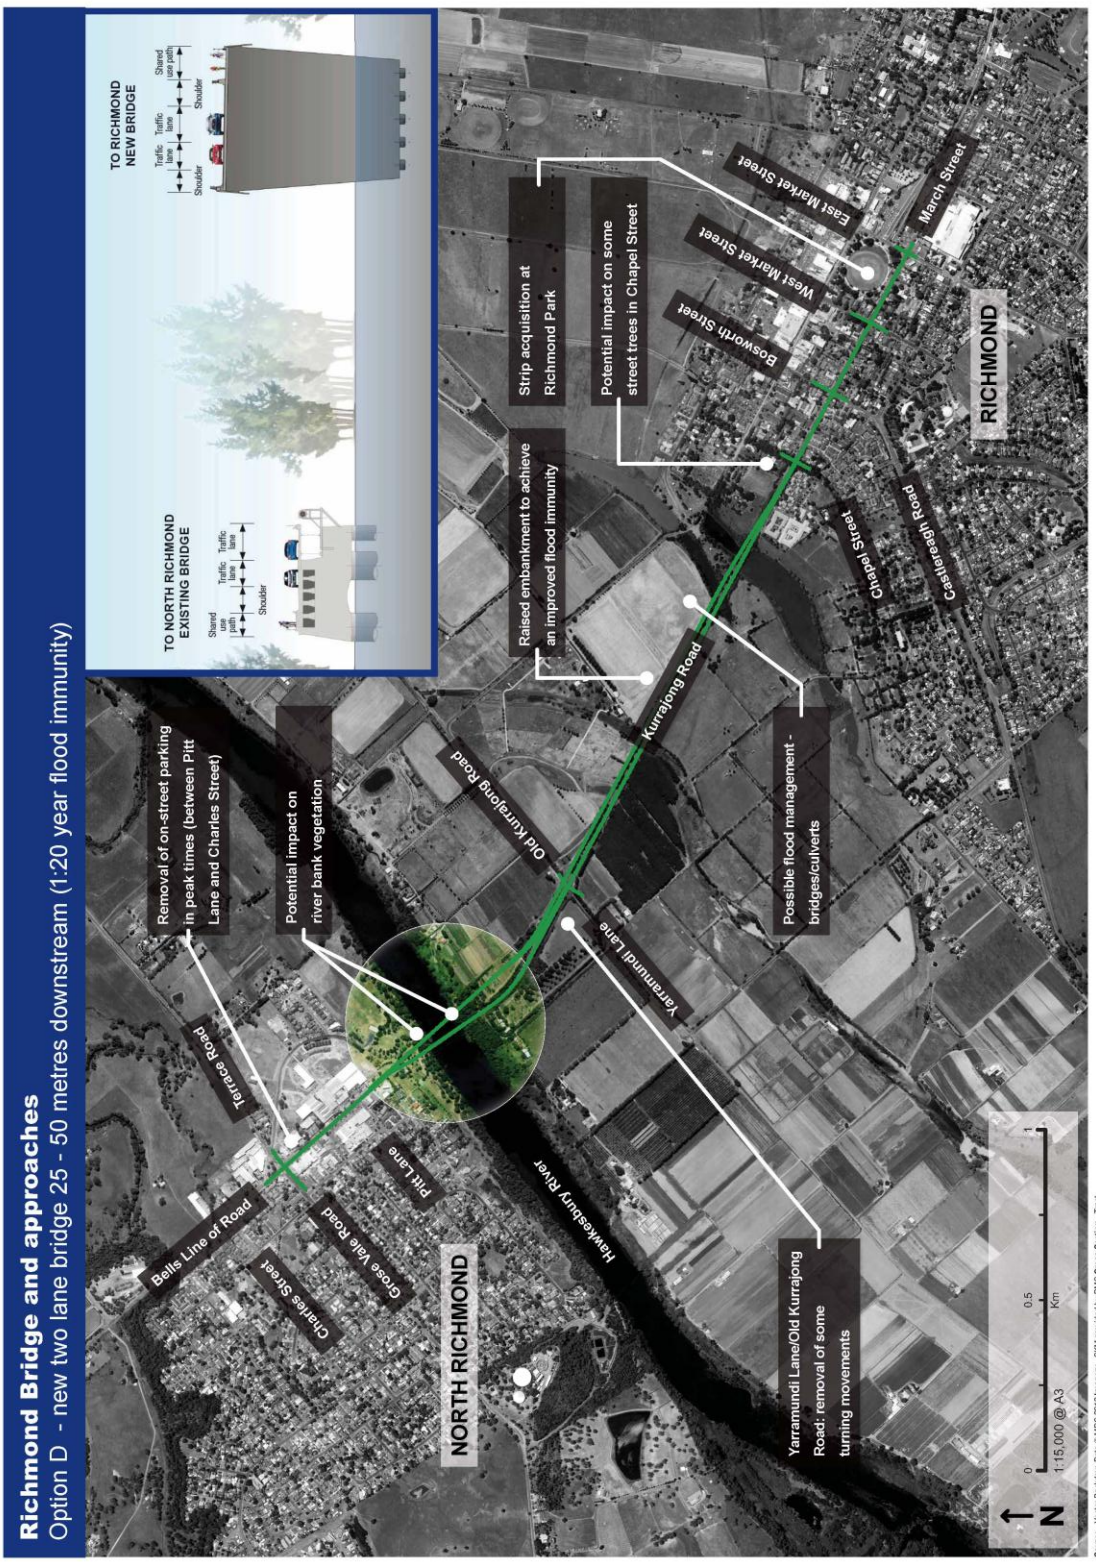 Richmond Bridge and approaches
Option D - new two lane bridge 25 - 50 metres downstream (1:20 year flood immunity)
TO NORTH RICHMOND
EXISTING BRIDGE
Shared
use
path
Shoulder
Traffic
lane
Traffic
lane
TO RICHMOND
NEW BRIDGE
Shoulder
Traffic
lane
Traffic
lane
Shoulder
Shared
use path
Removal of on-street parking
in peak times (between Pitt
Lane and Charles Street)
Potential impact on
river bank vegetation
Terrace Road
Bells Line of Road
Charles Street
Grose Vale Road
Pitt Lane
NORTH RICHMOND
Hawkesbury River
Old Kurrajong Road
Yarramundi Lane
Kurrajong Road
Raised embankment to achieve
an improved flood immunity
Strip acquisition at
Richmond Park
Potential impact on some
street trees in Chapel Street
Bosworth Street
West Market Street
East Market Street
March Street
Chapel Street
Castlereagh Road
RICHMOND
Possible flood management -
bridges/culverts
Yarramundi Lane/Old Kurrajong
Road: removal of some
turning movements
N
0
0.5
1
Km
1:15,000 @ A3